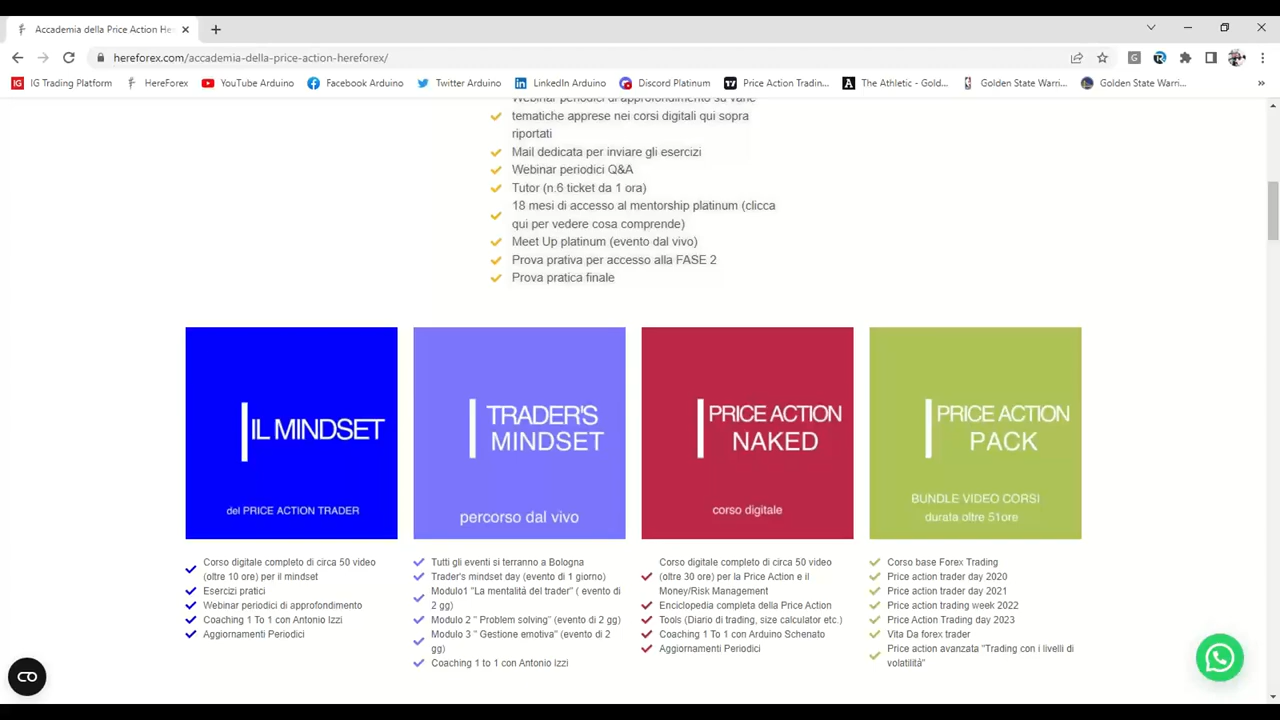 Accademia della Price Action He
hereforex.com/accademia-della-price-action-hereforex/
IG Trading Platform
HereForex
YouTube Arduino
Facebook Arduino
Twitter Arduino
LinkedIn Arduino
Discord Platinum
Price Action Tradin...
The Athletic - Gold...
Golden State Warri...
Golden State Warri...
Webinar periodici di approfondimento su varie
tematiche apprese nei corsi digitali qui sopra
riportati
Mail dedicata per inviare gli esercizi
Webinar periodici Q&A
Tutor (n.6 ticket da 1 ora)
18 mesi di accesso al mentorship platinum (clicca
qui per vedere cosa comprende)
Meet Up platinum (evento dal vivo)
Prova prativa per accesso alla FASE 2
Prova pratica finale
IL MINDSET
del PRICE ACTION TRADER
Corso digitale completo di circa 50 video
(oltre 10 ore) per il mindset
Esercizi pratici
Webinar periodici di approfondimento
Coaching 1 To 1 con Antonio Izzi
Aggiornamenti Periodici
TRADER'S
MINDSET
percorso dal vivo
Tutti gli eventi si terranno a Bologna
Trader's mindset day (evento di 1 giorno)
Modulo1 "La mentalità del trader" ( evento di
2 gg)
Modulo 2 " Problem solving" (evento di 2 gg)
Modulo 3 " Gestione emotiva" (evento di 2
gg)
Coaching 1 to 1 con Antonio izzi
PRICE ACTION
NAKED
corso digitale
Corso digitale completo di circa 50 video
(oltre 30 ore) per la Price Action e il
Money/Risk Management
Enciclopedia completa della Price Action
Tools (Diario di trading, size calculator etc.)
Coaching 1 To 1 con Arduino Schenato
Aggiornamenti Periodici
PRICE ACTION
PACK
BUNDLE VIDEO CORSI
durata oltre 51ore
Corso base Forex Trading
Price action trader day 2020
Price action trader day 2021
Price action trading week 2022
Price Action Trading day 2023
Vita Da forex trader
Price action avanzata "Trading con i livelli di
volatilità"